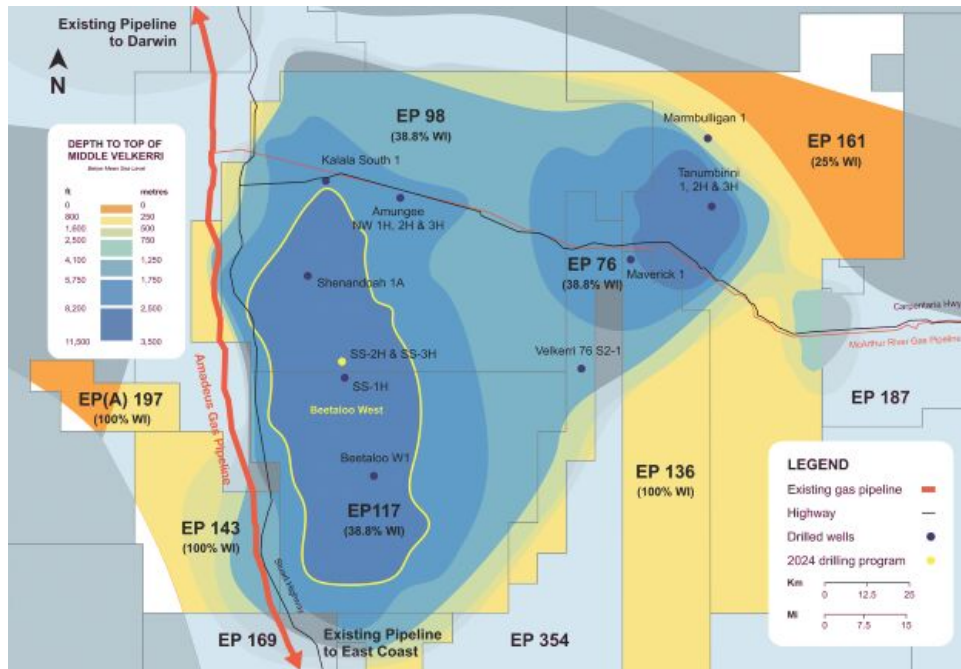 Existing Pipeline
to Darwin
N
DEPTH TO TOP OF
MIDDLE VELKERRI
Below Mean Sea Level
ft
metres
0
0
800
250
1,600
500
2,500
750
4,100
1,250
5,750
1,750
8,200
2,500
11,500
3,500
EP 98
(38.8% WI)
Kalala South 1
Amungee
NW 1H, 2H & 3H
Marmbulligan 1
EP 161
(25% WI)
Tanumbirini
1, 2H & 3H
EP 76
(38.8% WI)
Maverick 1
Shenandoah 1A
Carpentaria Hwy
McArthur River Gas Pipeline
SS-2H & SS-3H
SS-1H
Velkerri 76 S2-1
EP 187
EP(A) 197
(100% WI)
Amadeus Gas Pipeline
Beetaloo West
Beetaloo W1
EP117
(38.8% WI)
EP 136
(100% WI)
EP 143
(100% WI)
Stuart Highway
EP 169
Existing Pipeline
to East Coast
EP 354
LEGEND
Existing gas pipeline
Highway
Drilled wells
2024 drilling program
Km
0 12.5 25
Mi
0 7.5 15